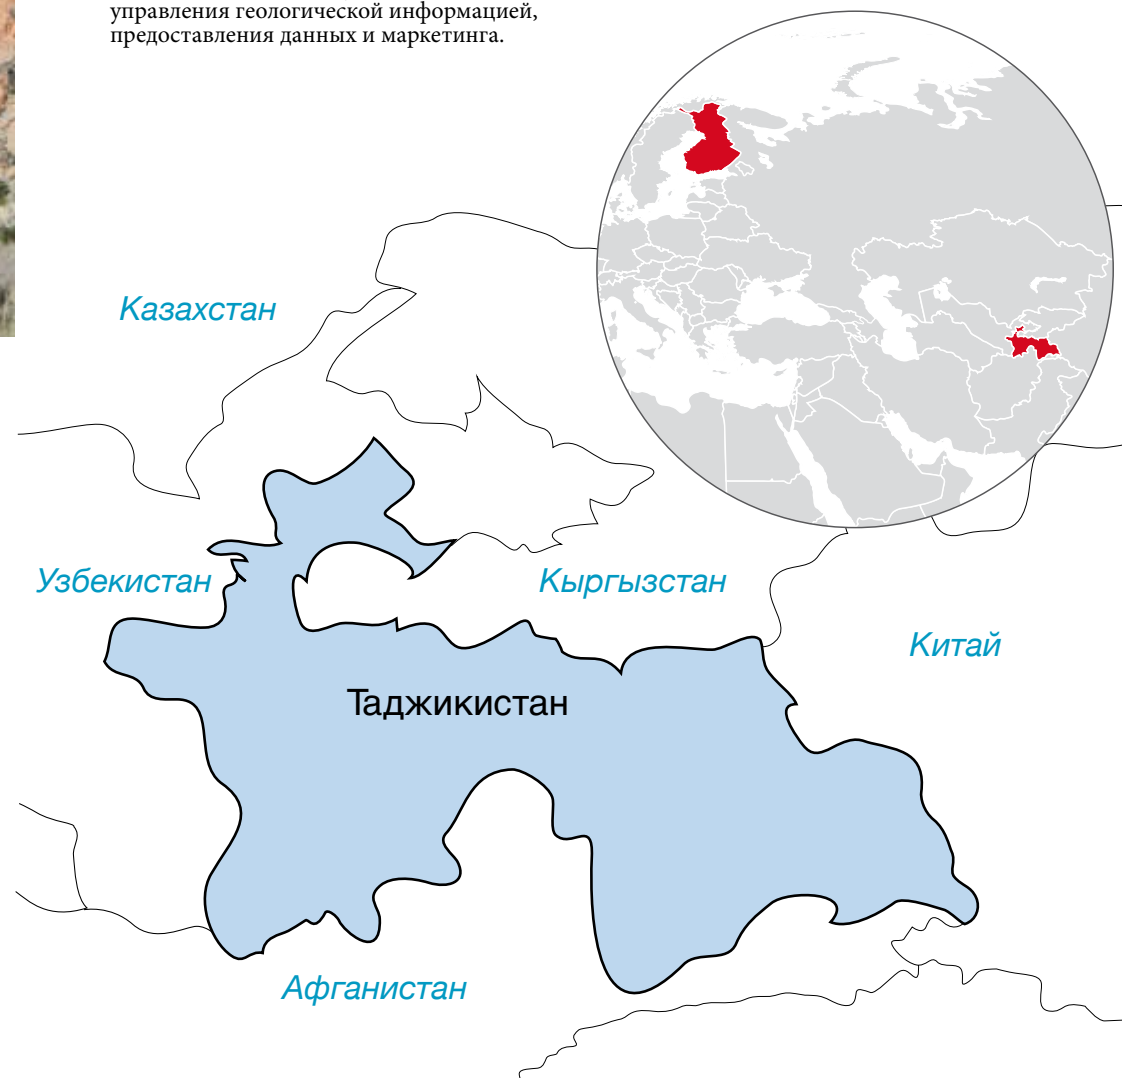 управления геологической информацией,
предоставления данных и маркетинга.
Казахстан
Узбекистан
Кыргызстан
Китай
Таджикистан
Афганистан